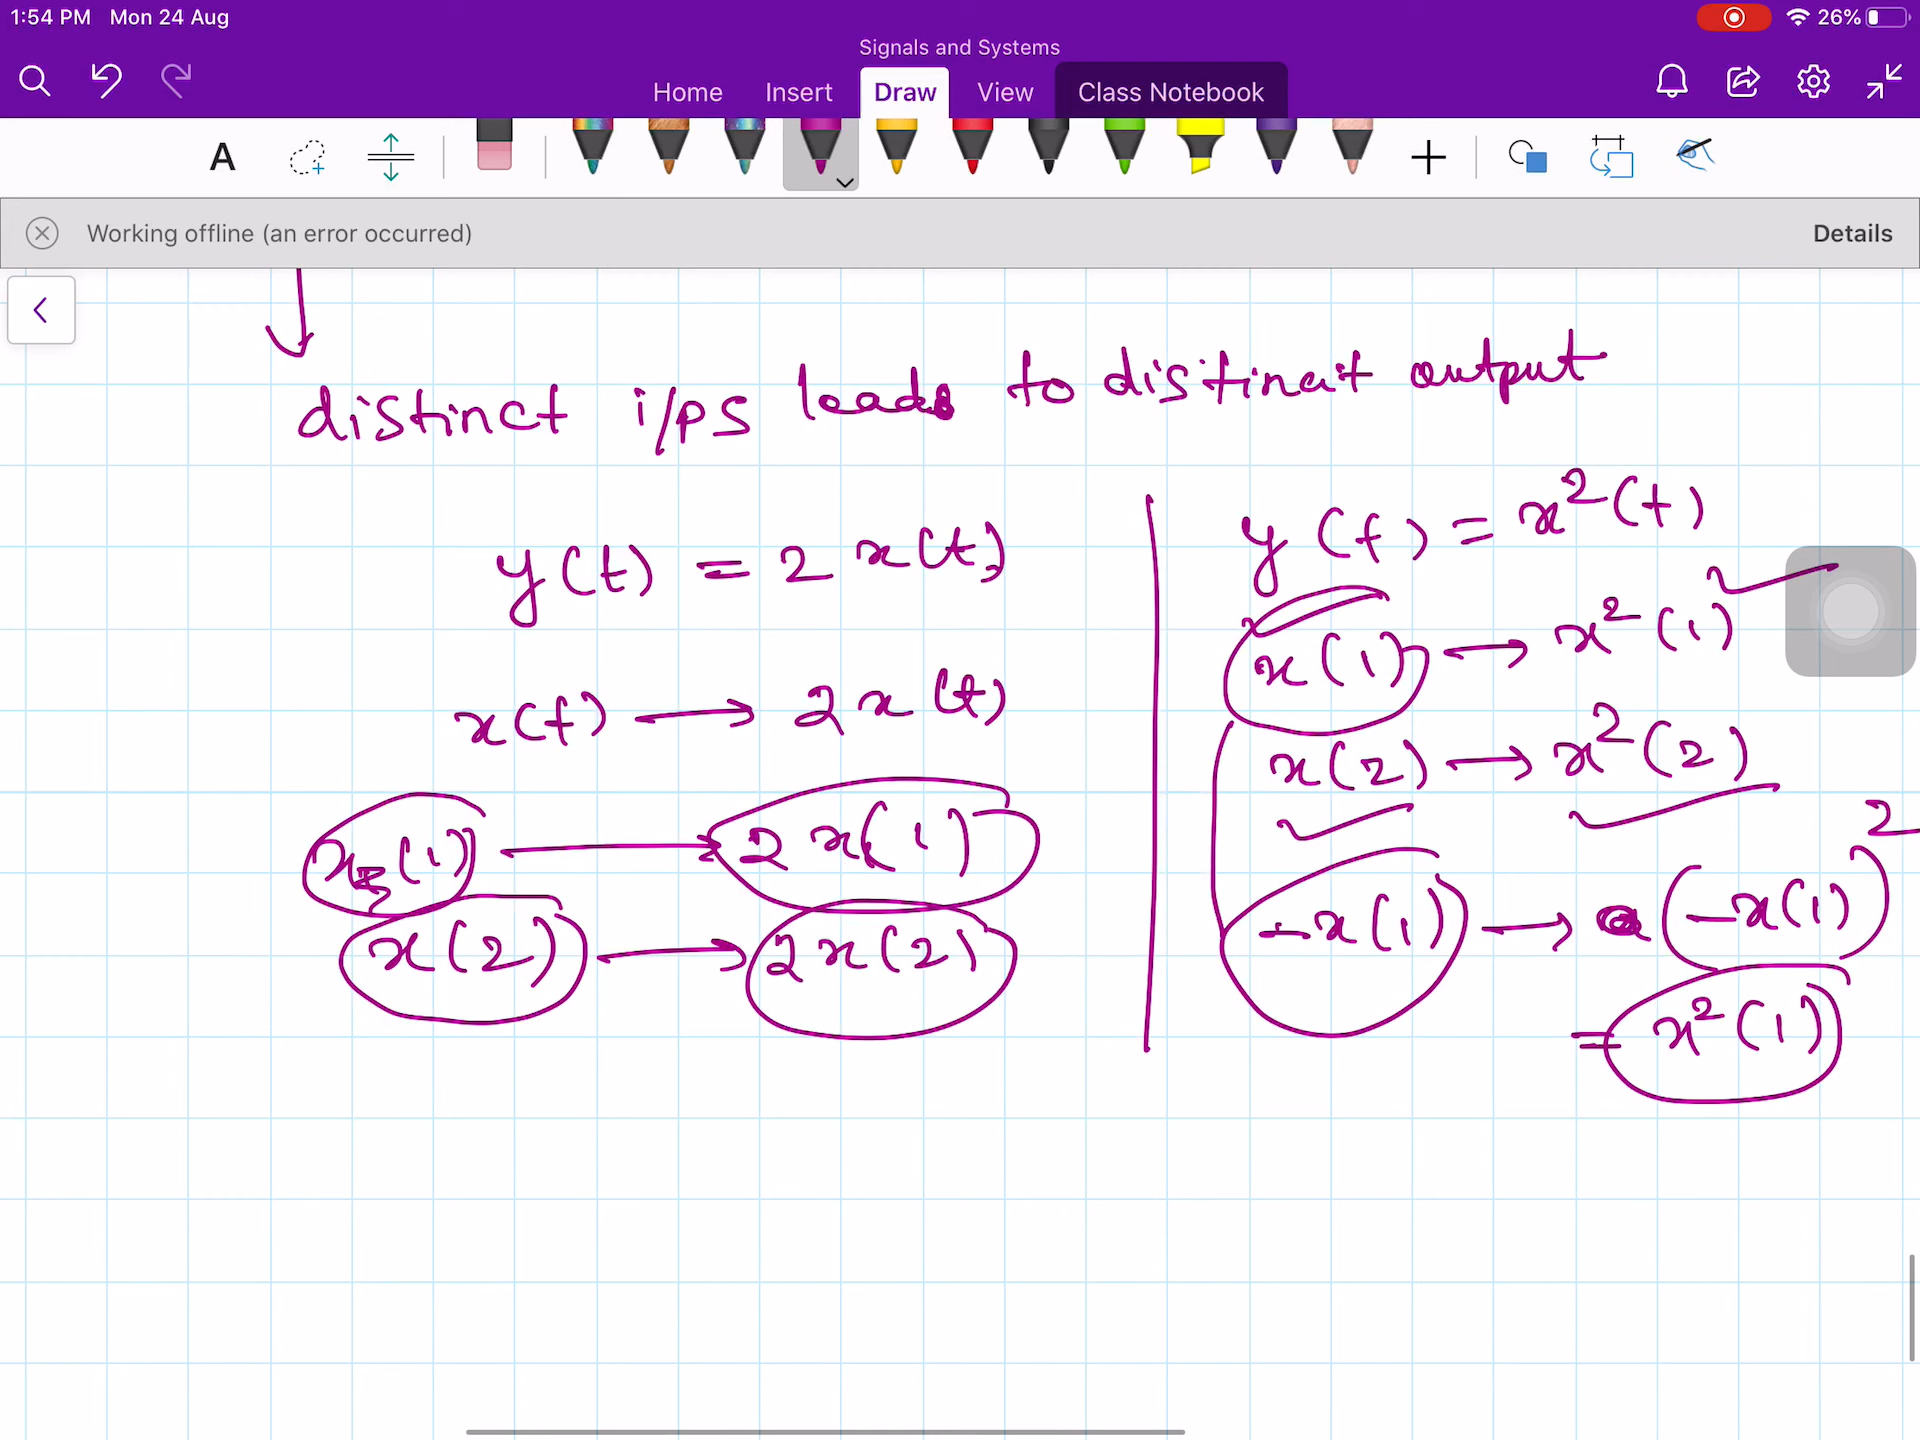 1:54 PM Mon 24 Aug
26%
Signals and Systems
Home Insert Draw View Class Notebook
A
Working offline (an error occurred)
Details
distinct i/ps leads to distinct output
y(t) = 2 x(t)
x(t) → 2x(t)
x(1) → 2x(1)
x(2) → 2x(2)
y(t) = x²(t)
x(1) → x²(1)
x(2) → x²(2)
-x(1) → (-x(1))²
= x²(1)